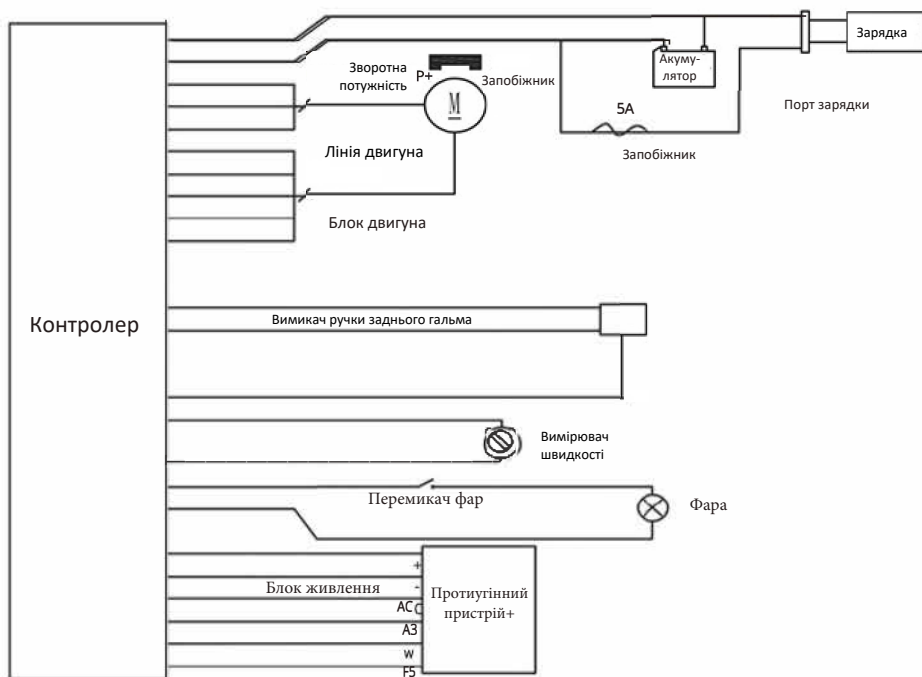 Зарядка
Акуму-
лятор
Зворотна
потужність
P+
Запобіжник
M
5A
Порт зарядки
Запобіжник
Лінія двигуна
Блок двигуна
Контролер
Вимикач ручки заднього гальма
Вимірювач
швидкості
Перемикач фар
Фара
+
Блок живлення
-
Протиугінний
пристрій+
AC
A3
w
F5